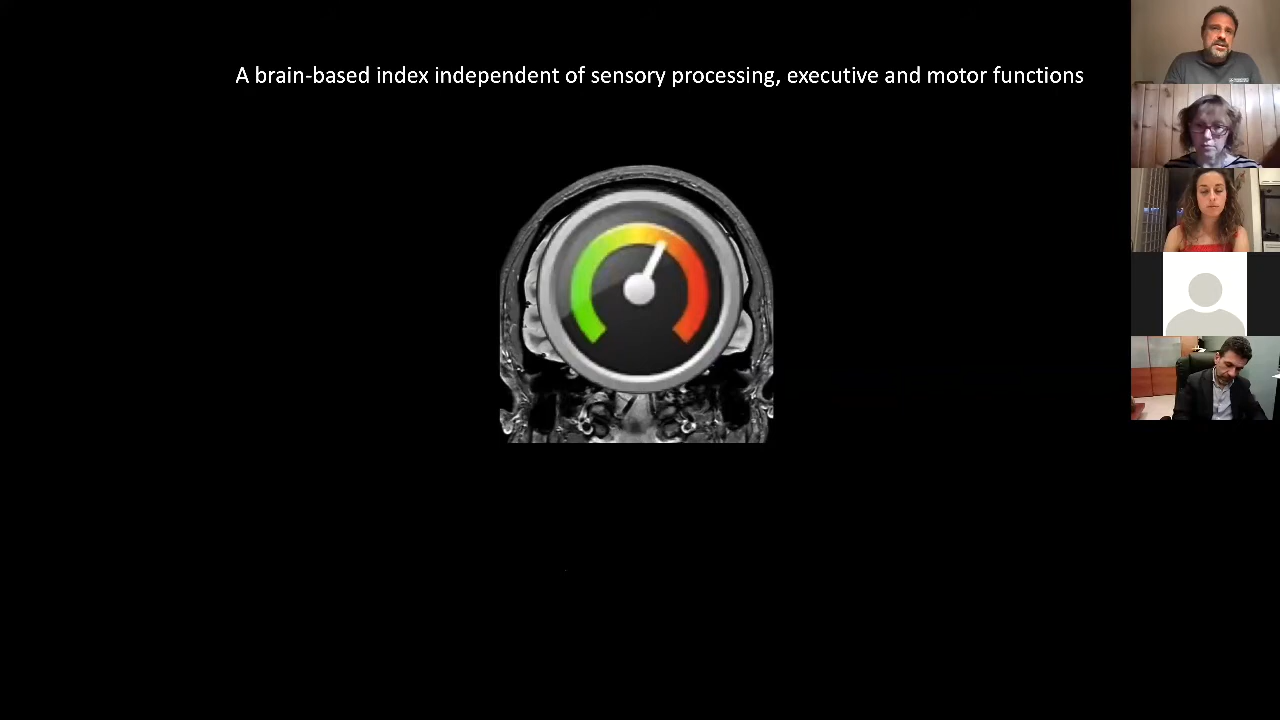 A brain-based index independent of sensory processing, executive and motor functions